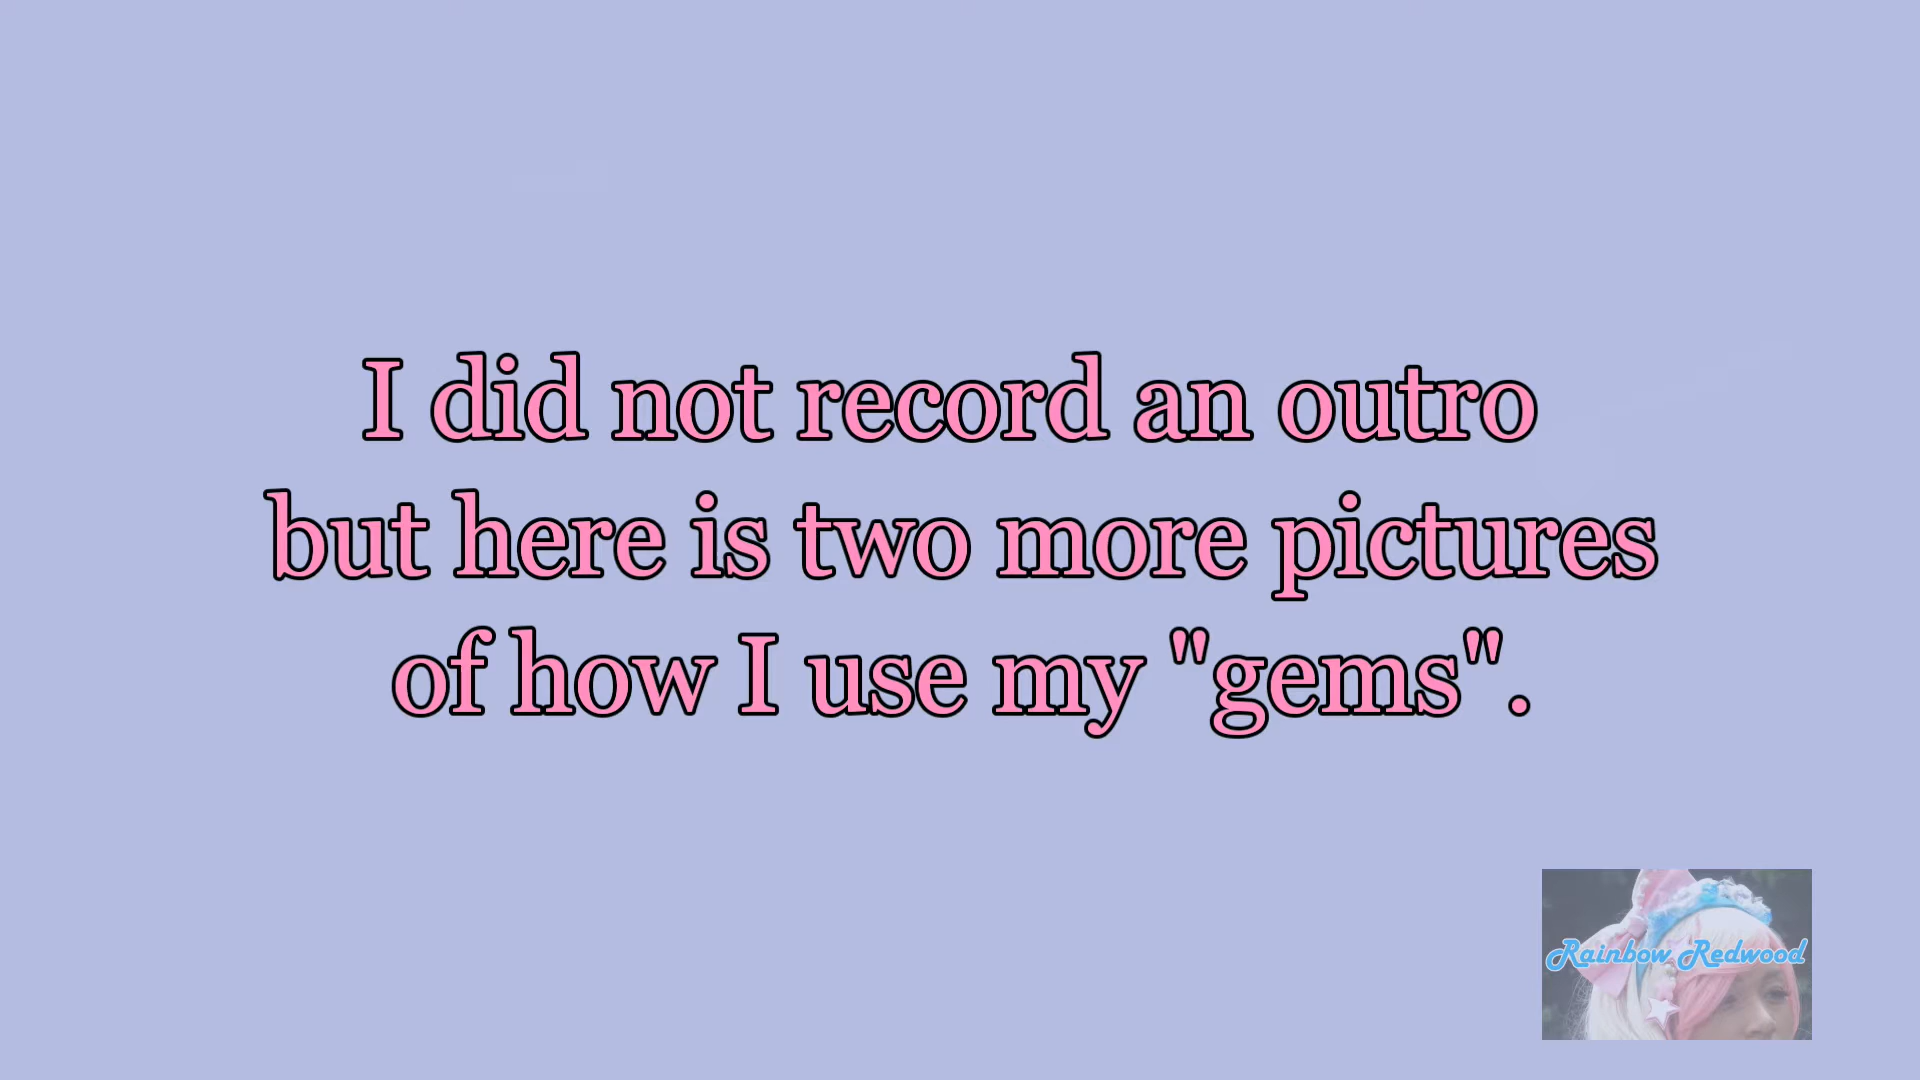 I did not record an outro
but here is two more pictures
of how I use my "gems".
Rainbow Redwood